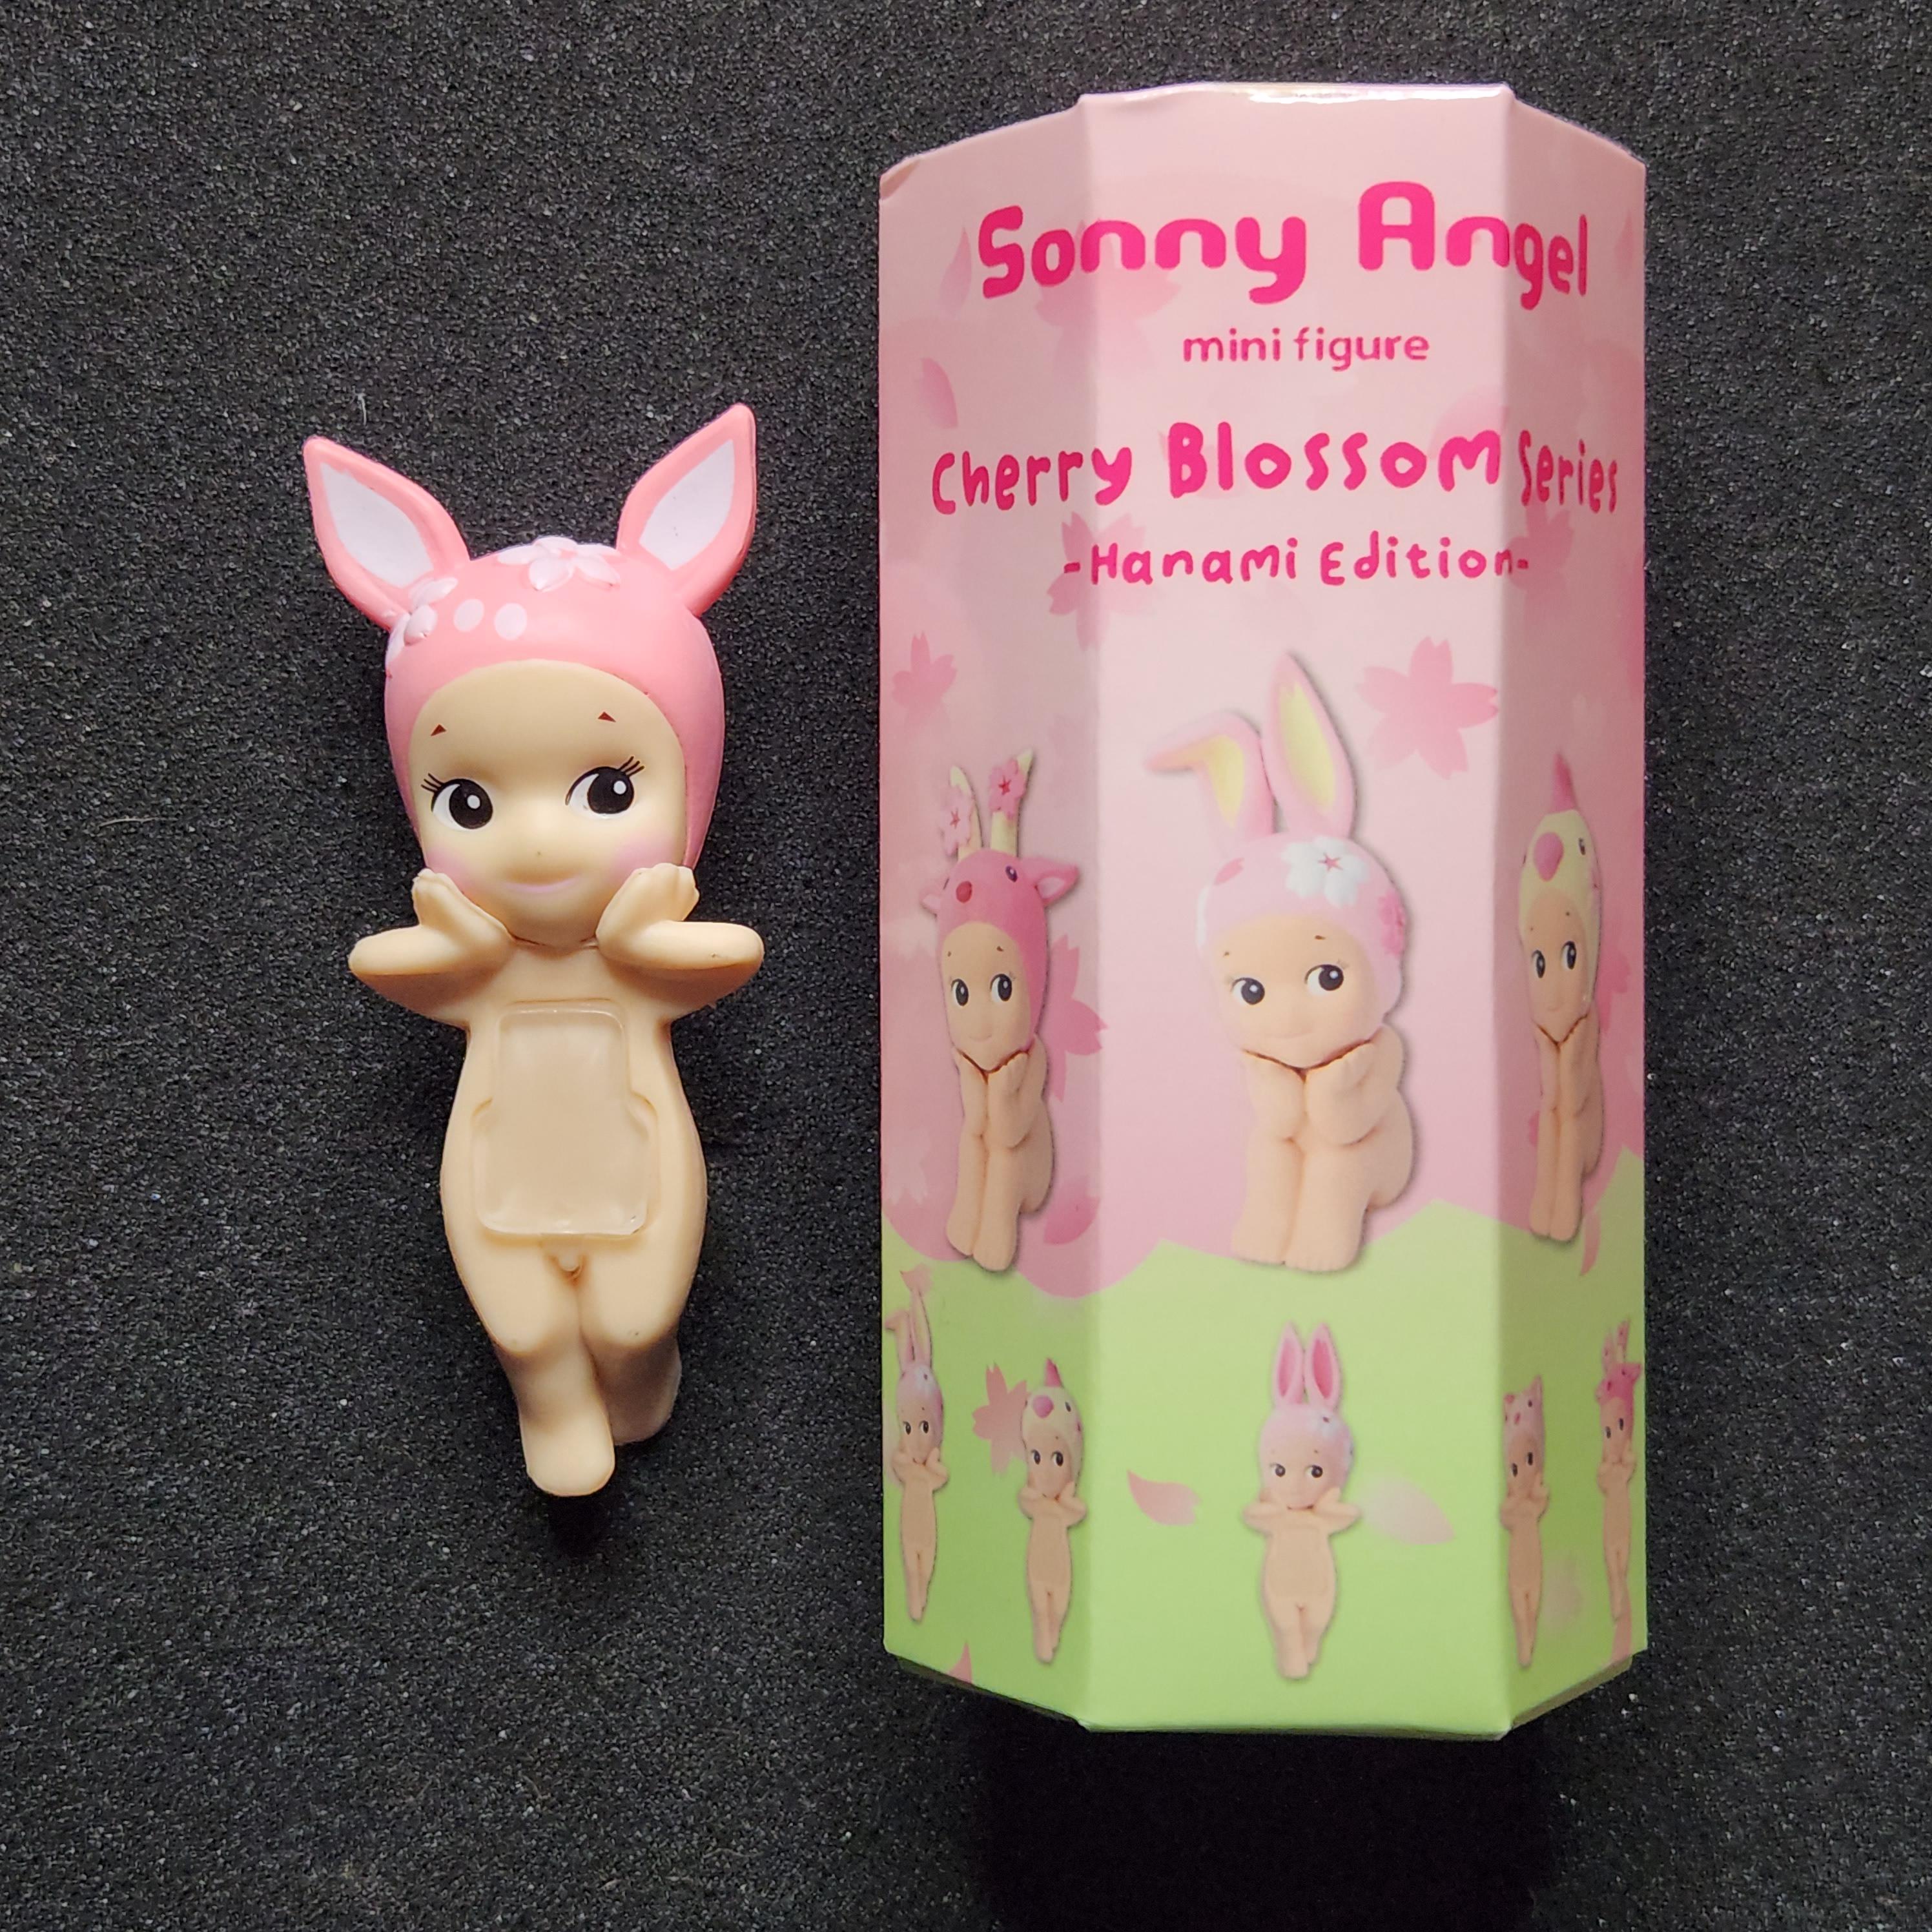 Sonny Angel
mini figure
Cherry Blossom Series
-Hanami Edition-